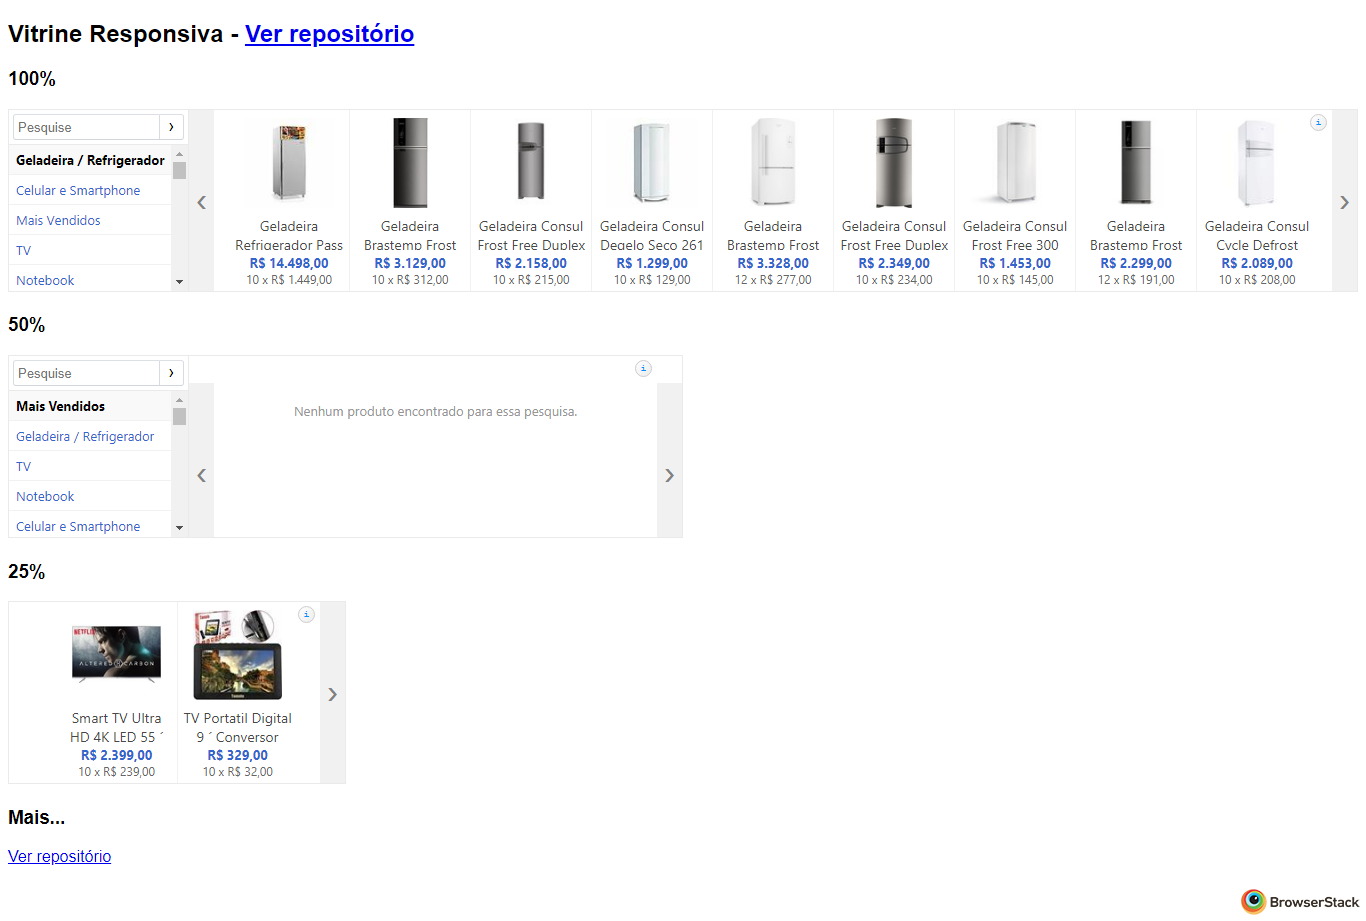 Vitrine Responsiva - Ver repositório
100%
Pesquise ›
Geladeira / Refrigerador
Celular e Smartphone
Mais Vendidos
TV
Notebook
Geladeira
Refrigerador Pass
R$ 14.498,00
10 x R$ 1.449,00
Geladeira
Brastemp Frost
R$ 3.129,00
10 x R$ 312,00
Geladeira Consul
Frost Free Duplex
R$ 2.158,00
10 x R$ 215,00
Geladeira Consul
Degelo Seco 261
R$ 1.299,00
10 x R$ 129,00
Geladeira
Brastemp Frost
R$ 3.328,00
12 x R$ 277,00
Geladeira Consul
Frost Free Duplex
R$ 2.349,00
10 x R$ 234,00
Geladeira Consul
Frost Free 300
R$ 1.453,00
10 x R$ 145,00
Geladeira
Brastemp Frost
R$ 2.299,00
12 x R$ 191,00
Geladeira Consul
Cycle Defrost
R$ 2.089,00
10 x R$ 208,00
i
50%
Pesquise ›
Mais Vendidos
Geladeira / Refrigerador
TV
Notebook
Celular e Smartphone
i
Nenhum produto encontrado para essa pesquisa.
25%
NETFLIX
ALTERED CARBON
Smart TV Ultra
HD 4K LED 55 ´
R$ 2.399,00
10 x R$ 239,00
i
TV Portatil Digital
9 ´ Conversor
R$ 329,00
10 x R$ 32,00
Mais...
Ver repositório
BrowserStack